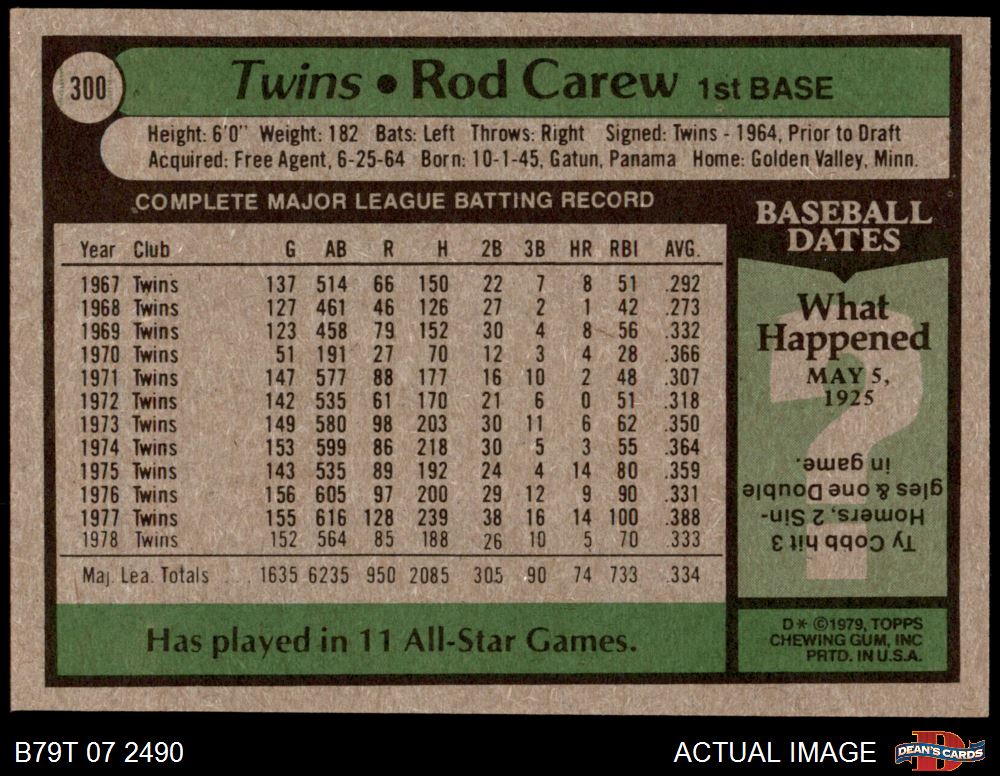 300
Twins • Rod Carew 1st BASE
Height: 6'0" Weight: 182 Bats: Left Throws: Right Signed: Twins - 1964, Prior to Draft
Acquired: Free Agent, 6-25-64 Born: 10-1-45, Gatun, Panama Home: Golden Valley, Minn.
COMPLETE MAJOR LEAGUE BATTING RECORD
Year Club G AB R H 2B 3B HR RBI AVG.
1967 Twins 137 514 66 150 22 7 8 51 .292
1968 Twins 127 461 46 126 27 2 1 42 .273
1969 Twins 123 458 79 152 30 4 8 56 .332
1970 Twins 51 191 27 70 12 3 4 28 .366
1971 Twins 147 577 88 177 16 10 2 48 .307
1972 Twins 142 535 61 170 21 6 0 51 .318
1973 Twins 149 580 98 203 30 11 6 62 .350
1974 Twins 153 599 86 218 30 5 3 55 .364
1975 Twins 143 535 89 192 24 4 14 80 .359
1976 Twins 156 605 97 200 29 12 9 90 .331
1977 Twins 155 616 128 239 38 16 14 100 .388
1978 Twins 152 564 85 188 26 10 5 70 .333
Maj. Lea. Totals .... 1635 6235 950 2085 305 90 74 733 .334
Has played in 11 All-Star Games.
BASEBALL
DATES
What
Happened
MAY 5,
1925
?
Ty Cobb hit 3
Homers, 2 Sin-
gles & one Double
in game.
D* ©1979, TOPPS
CHEWING GUM, INC
PRTD. IN U.S.A.
B79T 07 2490
ACTUAL IMAGE
D
DEAN'S CARDS